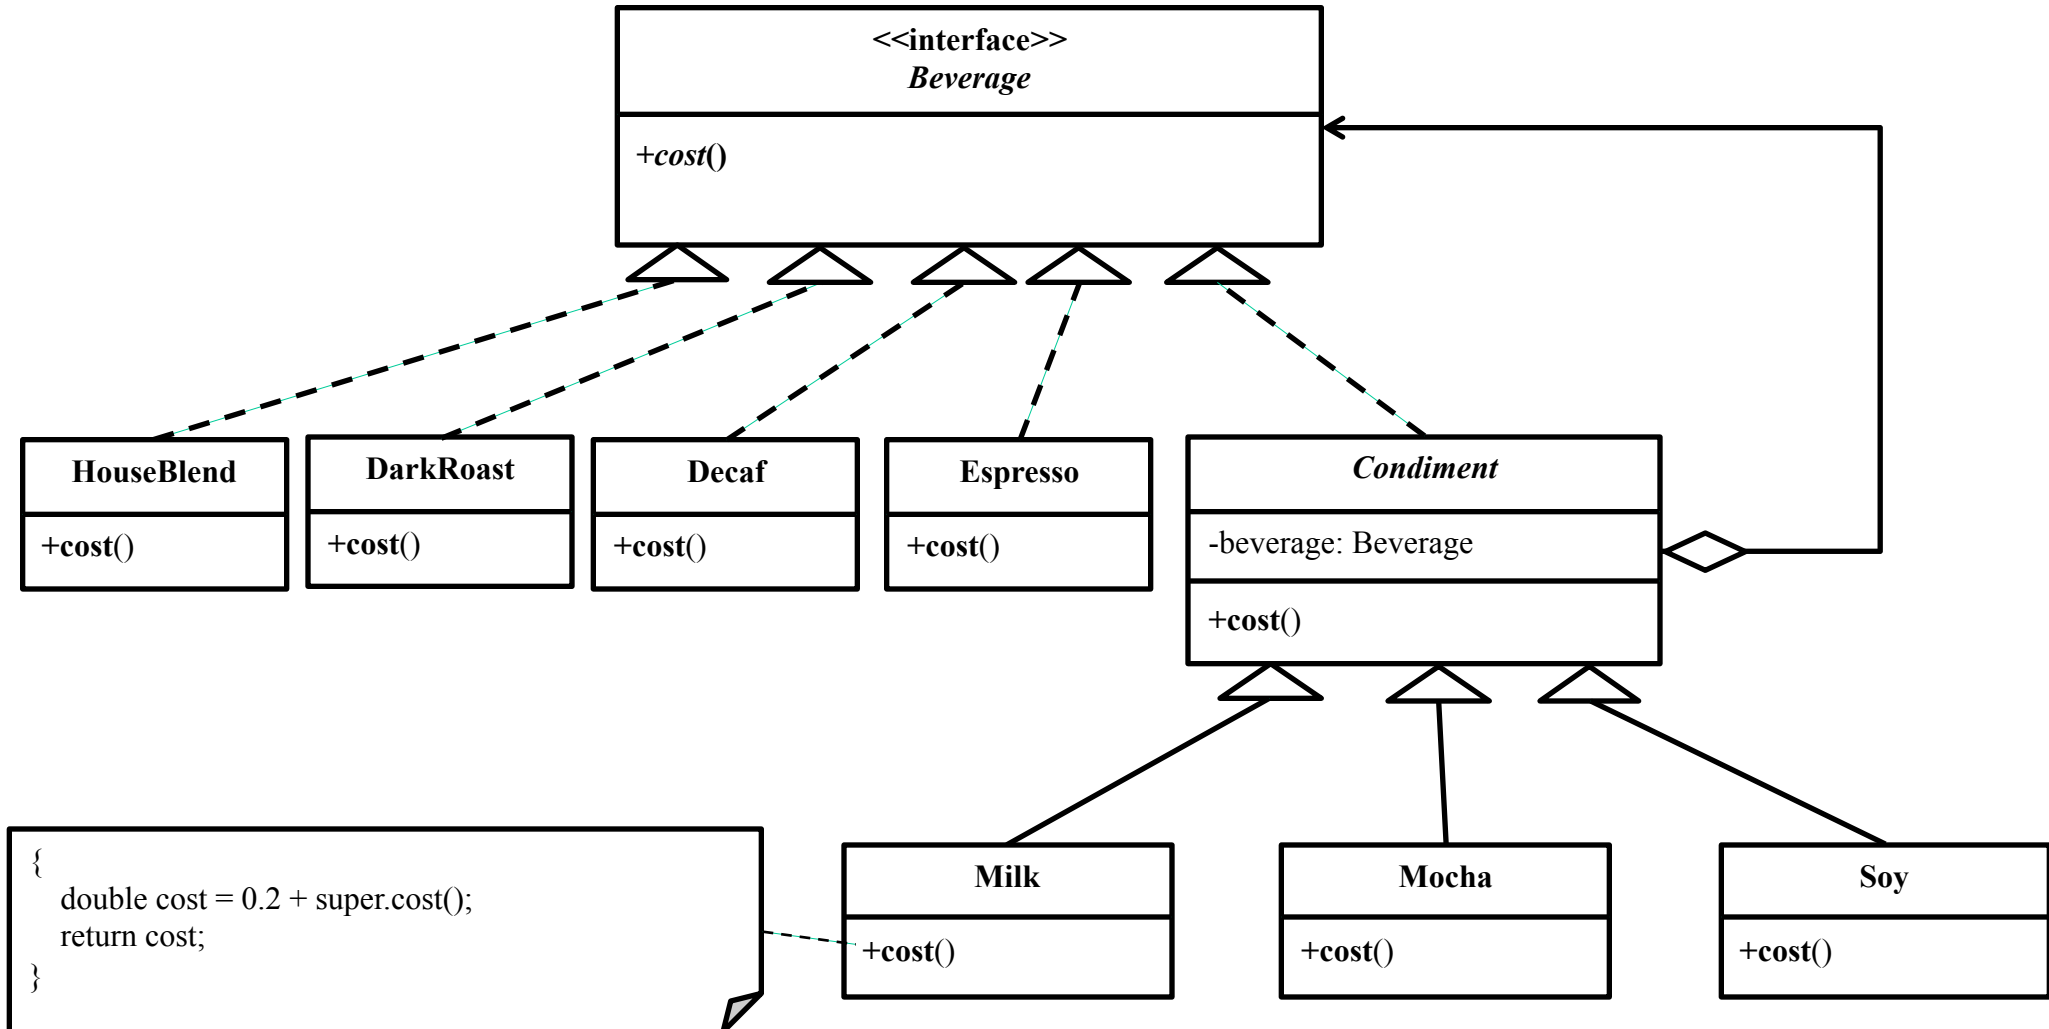 <<interface>>
Beverage
+cost()
HouseBlend
+cost()
DarkRoast
+cost()
Decaf
+cost()
Espresso
+cost()
Condiment
-beverage: Beverage
+cost()
{
double cost = 0.2 + super.cost();
return cost;
}
Milk
+cost()
Mocha
+cost()
Soy
+cost()